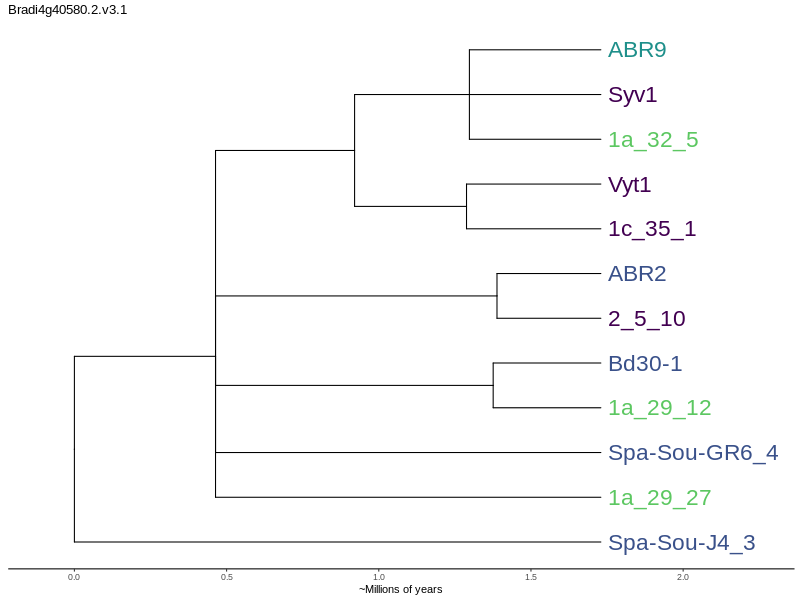 Bradi4g40580.2.v3.1
ABR9
Syv1
1a_32_5
Vyt1
1c_35_1
ABR2
2_5_10
Bd30-1
1a_29_12
Spa-Sou-GR6_4
1a_29_27
Spa-Sou-J4_3
0.0 0.5 1.0 1.5 2.0
~Millions of years